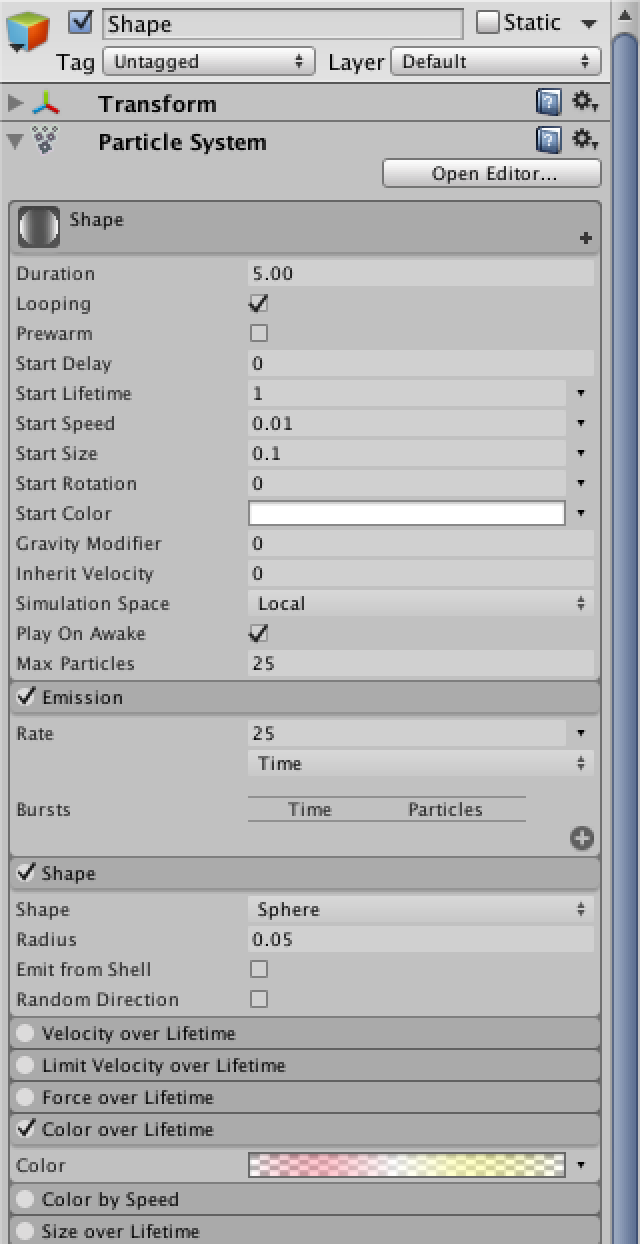 Shape Static
Tag Untagged Layer Default
Transform
Particle System
Open Editor...
Shape
Duration 5.00
Looping
Prewarm
Start Delay 0
Start Lifetime 1
Start Speed 0.01
Start Size 0.1
Start Rotation 0
Start Color
Gravity Modifier 0
Inherit Velocity 0
Simulation Space Local
Play On Awake
Max Particles 25
Emission
Rate 25
Time
Bursts Time Particles
Shape
Shape Sphere
Radius 0.05
Emit from Shell
Random Direction
Velocity over Lifetime
Limit Velocity over Lifetime
Force over Lifetime
Color over Lifetime
Color
Color by Speed
Size over Lifetime